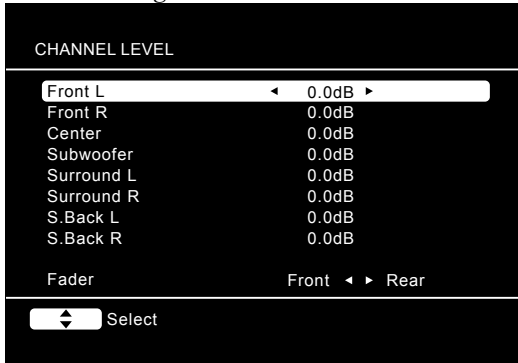 CHANNEL LEVEL
Front L ◄ 0.0dB ►
Front R 0.0dB
Center 0.0dB
Subwoofer 0.0dB
Surround L 0.0dB
Surround R 0.0dB
S.Back L 0.0dB
S.Back R 0.0dB
Fader Front ◄ ► Rear
Select